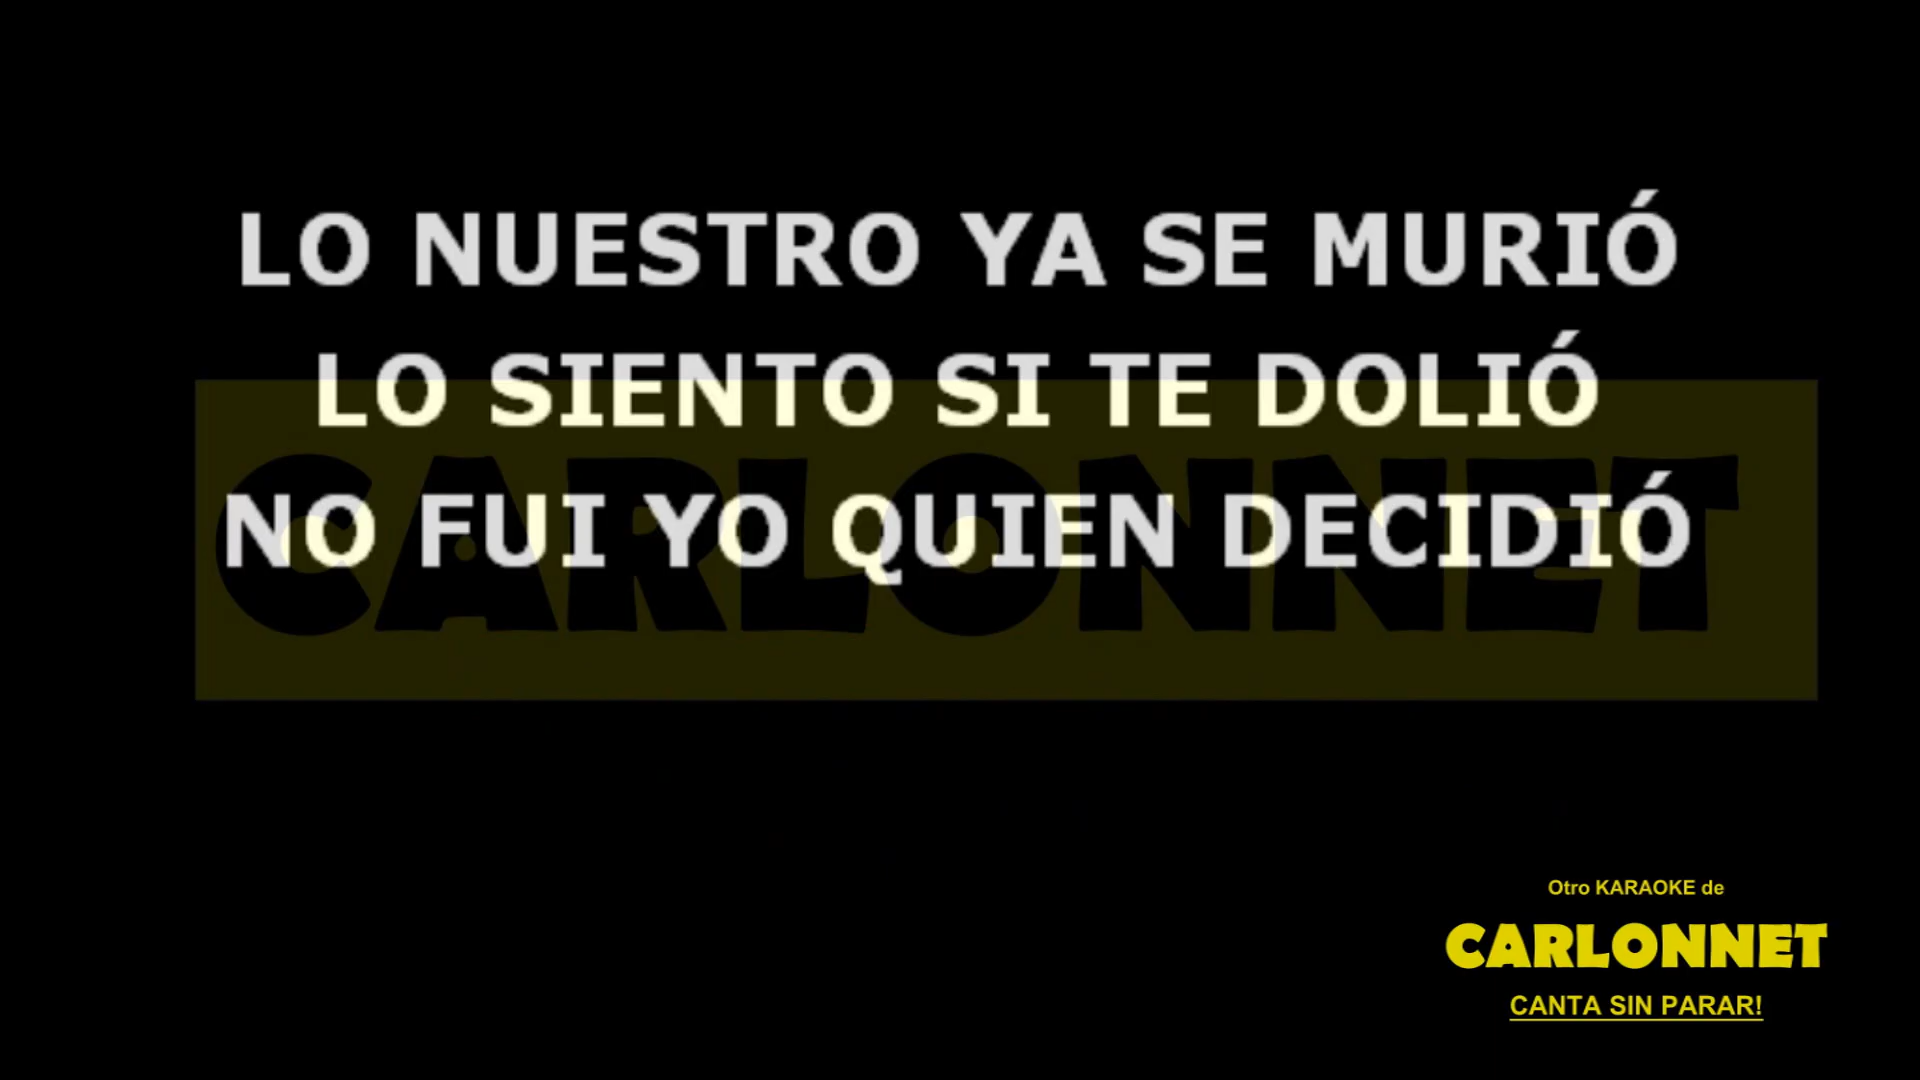 LO NUESTRO YA SE MURIÓ
LO SIENTO SI TE DOLIÓ
CARLONNET
NO FUI YO QUIEN DECIDIÓ
Otro KARAOKE de
CARLONNET
CANTA SIN PARAR!